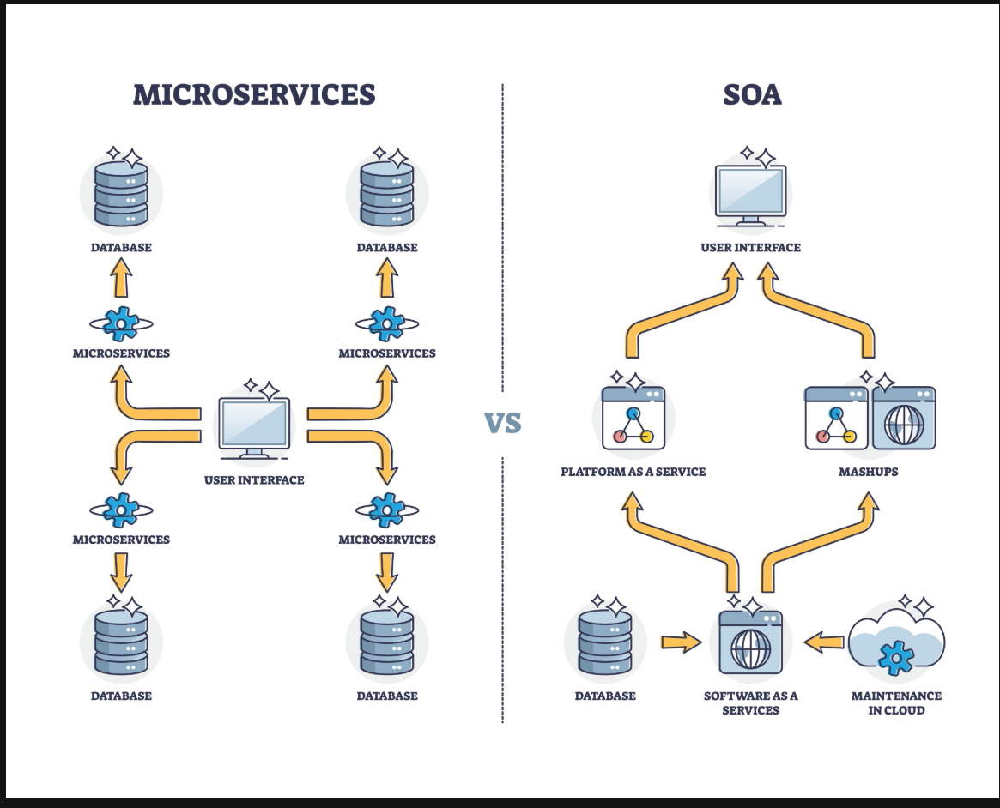 MICROSERVICES
DATABASE
DATABASE
MICROSERVICES
MICROSERVICES
USER INTERFACE
MICROSERVICES
MICROSERVICES
DATABASE
DATABASE
VS
SOA
USER INTERFACE
PLATFORM AS A SERVICE
MASHUPS
DATABASE
SOFTWARE AS A
SERVICES
MAINTENANCE
IN CLOUD